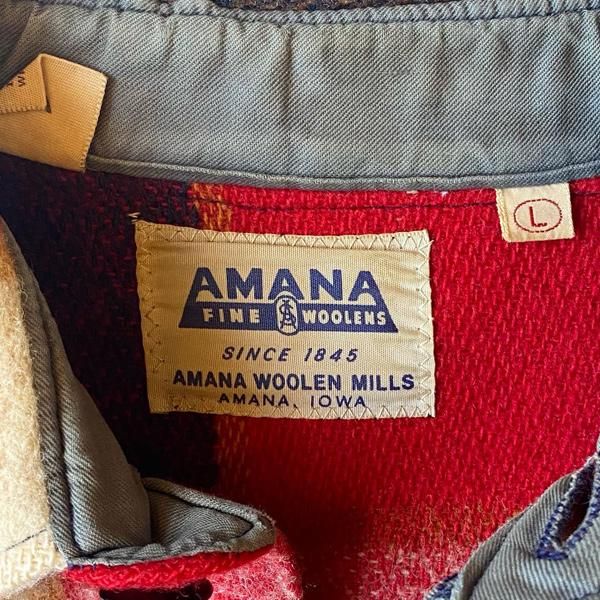 L
AMANA
FINE WOOLENS
SINCE 1845
AMANA WOOLEN MILLS
AMANA, IOWA